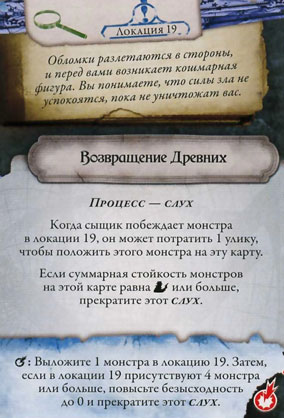 Локация 19
Обломки разлетаются в стороны,
и перед вами возникает кошмарная
фигура. Вы понимаете, что силы зла не
успокоятся, пока не уничтожат вас.
Возвращение Древних
Процесс — слух
Когда сыщик побеждает монстра
в локации 19, он может потратить 1 улику,
чтобы положить этого монстра на эту карту.
Если суммарная стойкость монстров
на этой карте равна или больше,
прекратите этот слух.
: Выложите 1 монстра в локацию 19. Затем,
если в локации 19 присутствуют 4 монстра
или больше, повысьте безысходность
до 0 и прекратите этот слух.